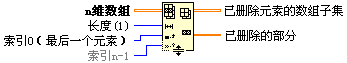 n维数组
长度(1)
索引0（最后一个元素）
索引n-1
已删除元素的数组子集
已删除的部分